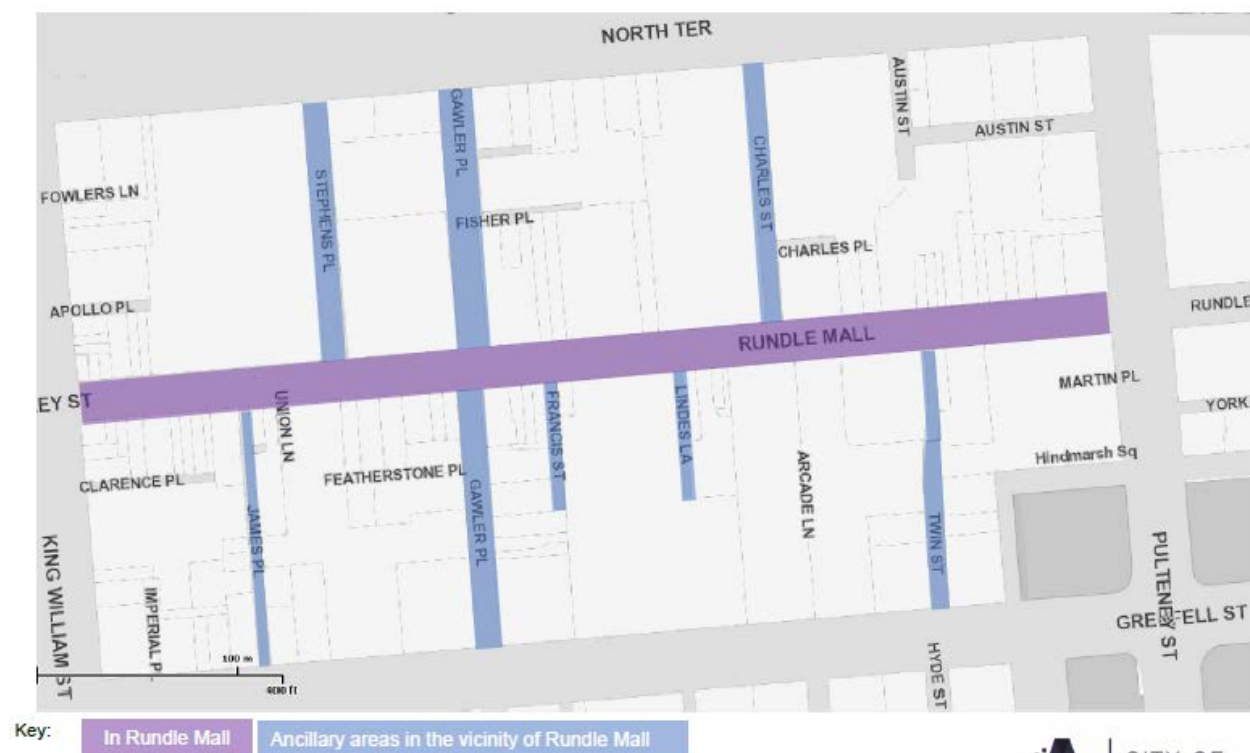 NORTH TER
AUSTIN ST
AUSTIN ST
GAWLER PL
CHARLES ST
STEPHENS PL
FOWLERS LN
FISHER PL
CHARLES PL
APOLLO PL
RUNDLE
RUNDLE MALL
EY ST
UNION LN
FRANCIS ST
LINDES LA
MARTIN PL
YORK
CLARENCE PL
FEATHERSTONE PL
ARCADE LN
Hindmarsh Sq
JAMES PL
GAWLER PL
TWIN ST
KING WILLIAM ST
IMPERIAL P
PULTENEY ST
GRENFELL ST
HYDE ST
100 m
400 ft
Key:
In Rundle Mall
Ancillary areas in the vicinity of Rundle Mall
CITY OF